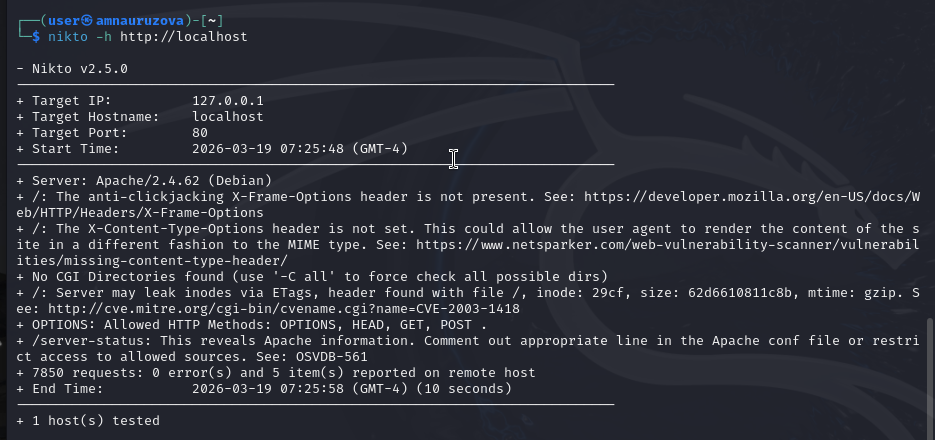 ┌──(user㉿amnauruzova)-[~]
└─$ nikto -h http://localhost
- Nikto v2.5.0
+ Target IP:          127.0.0.1
+ Target Hostname:    localhost
+ Target Port:        80
+ Start Time:         2026-03-19 07:25:48 (GMT-4)
+ Server: Apache/2.4.62 (Debian)
+ /: The anti-clickjacking X-Frame-Options header is not present. See: https://developer.mozilla.org/en-US/docs/W
eb/HTTP/Headers/X-Frame-Options
+ /: The X-Content-Type-Options header is not set. This could allow the user agent to render the content of the s
ite in a different fashion to the MIME type. See: https://www.netsparker.com/web-vulnerability-scanner/vulnerabil
ities/missing-content-type-header/
+ No CGI Directories found (use '-C all' to force check all possible dirs)
+ /: Server may leak inodes via ETags, header found with file /, inode: 29cf, size: 62d6610811c8b, mtime: gzip. S
ee: http://cve.mitre.org/cgi-bin/cvename.cgi?name=CVE-2003-1418
+ OPTIONS: Allowed HTTP Methods: OPTIONS, HEAD, GET, POST .
+ /server-status: This reveals Apache information. Comment out appropriate line in the Apache conf file or restri
ct access to allowed sources. See: OSVDB-561
+ 7850 requests: 0 error(s) and 5 item(s) reported on remote host
+ End Time:           2026-03-19 07:25:58 (GMT-4) (10 seconds)
+ 1 host(s) tested